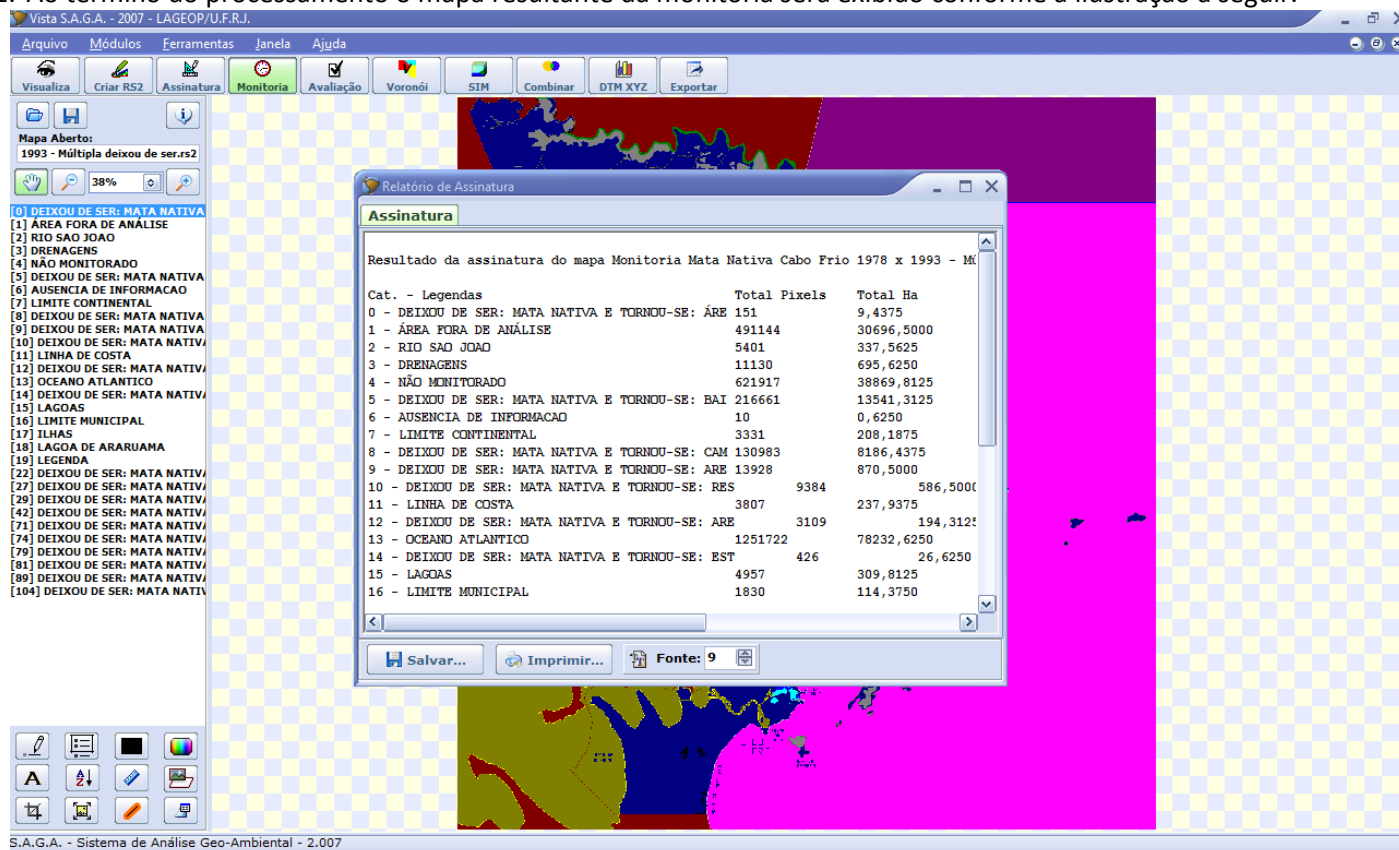 2. Ao término do processamento o mapa resultante da monitoria será exibido conforme a ilustração a seguir:
Vista S.A.G.A. - 2007 - LAGEOP/U.F.R.J.
Arquivo Módulos Ferramentas Janela Ajuda
Visualiza Criar RS2 Assinatura Monitoria Avaliação Voronói SIM Combinar DTM XYZ Exportar
Mapa Aberto:
1993 - Múltipla deixou de ser.rs2
38%
[0] DEIXOU DE SER: MATA NATIVA
[1] ÁREA FORA DE ANÁLISE
[2] RIO SAO JOAO
[3] DRENAGENS
[4] NÃO MONITORADO
[5] DEIXOU DE SER: MATA NATIVA
[6] AUSENCIA DE INFORMACAO
[7] LIMITE CONTINENTAL
[8] DEIXOU DE SER: MATA NATIVA
[9] DEIXOU DE SER: MATA NATIVA
[10] DEIXOU DE SER: MATA NATIV
[11] LINHA DE COSTA
[12] DEIXOU DE SER: MATA NATIV
[13] OCEANO ATLANTICO
[14] DEIXOU DE SER: MATA NATIV
[15] LAGOAS
[16] LIMITE MUNICIPAL
[17] ILHAS
[18] LAGOA DE ARARUAMA
[19] LEGENDA
[22] DEIXOU DE SER: MATA NATIV
[27] DEIXOU DE SER: MATA NATIV
[29] DEIXOU DE SER: MATA NATIV
[42] DEIXOU DE SER: MATA NATIV
[71] DEIXOU DE SER: MATA NATIV
[74] DEIXOU DE SER: MATA NATIV
[79] DEIXOU DE SER: MATA NATIV
[81] DEIXOU DE SER: MATA NATIV
[89] DEIXOU DE SER: MATA NATIV
[104] DEIXOU DE SER: MATA NATIV
Relatório de Assinatura
Assinatura
Resultado da assinatura do mapa Monitoria Mata Nativa Cabo Frio 1978 x 1993 - Mú
Cat. - Legendas Total Pixels Total Ha
0 - DEIXOU DE SER: MATA NATIVA E TORNOU-SE: ÁRE 151 9,4375
1 - ÁREA FORA DE ANÁLISE 491144 30696,5000
2 - RIO SAO JOAO 5401 337,5625
3 - DRENAGENS 11130 695,6250
4 - NÃO MONITORADO 621917 38869,8125
5 - DEIXOU DE SER: MATA NATIVA E TORNOU-SE: BAI 216661 13541,3125
6 - AUSENCIA DE INFORMACAO 10 0,6250
7 - LIMITE CONTINENTAL 3331 208,1875
8 - DEIXOU DE SER: MATA NATIVA E TORNOU-SE: CAM 130983 8186,4375
9 - DEIXOU DE SER: MATA NATIVA E TORNOU-SE: ARE 13928 870,5000
10 - DEIXOU DE SER: MATA NATIVA E TORNOU-SE: RES 9384 586,5000
11 - LINHA DE COSTA 3807 237,9375
12 - DEIXOU DE SER: MATA NATIVA E TORNOU-SE: ARE 3109 194,3125
13 - OCEANO ATLANTICO 1251722 78232,6250
14 - DEIXOU DE SER: MATA NATIVA E TORNOU-SE: EST 426 26,6250
15 - LAGOAS 4957 309,8125
16 - LIMITE MUNICIPAL 1830 114,3750
Salvar... Imprimir... Fonte: 9
S.A.G.A. - Sistema de Análise Geo-Ambiental - 2.007